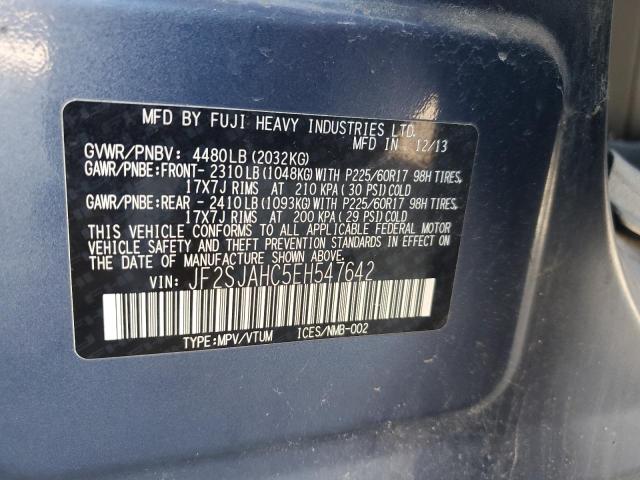 MFD BY FUJI HEAVY INDUSTRIES LTD.
MFD IN 12/13
GVWR/PNBV: 4480LB(2032KG)
GAWR/PNBE:FRONT- 2310LB(1048KG)WITH P225/60R17 98H TIRES,
17X7J RIMS AT 210 KPA(30 PSI)COLD
GAWR/PNBE:REAR - 2410LB(1093KG)WITH P225/60R17 98H TIRES,
17X7J RIMS AT 200 KPA(29 PSI)COLD
THIS VEHICLE CONFORMS TO ALL APPLICABLE FEDERAL MOTOR
VEHICLE SAFETY AND THEFT PREVENTION STANDARDS IN EFFECT
ON THE DATE OF MANUFACTURE SHOWN ABOVE.
VIN: JF2SJAHC5EH547642
TYPE:MPV/VTUM ICES/NMB-002